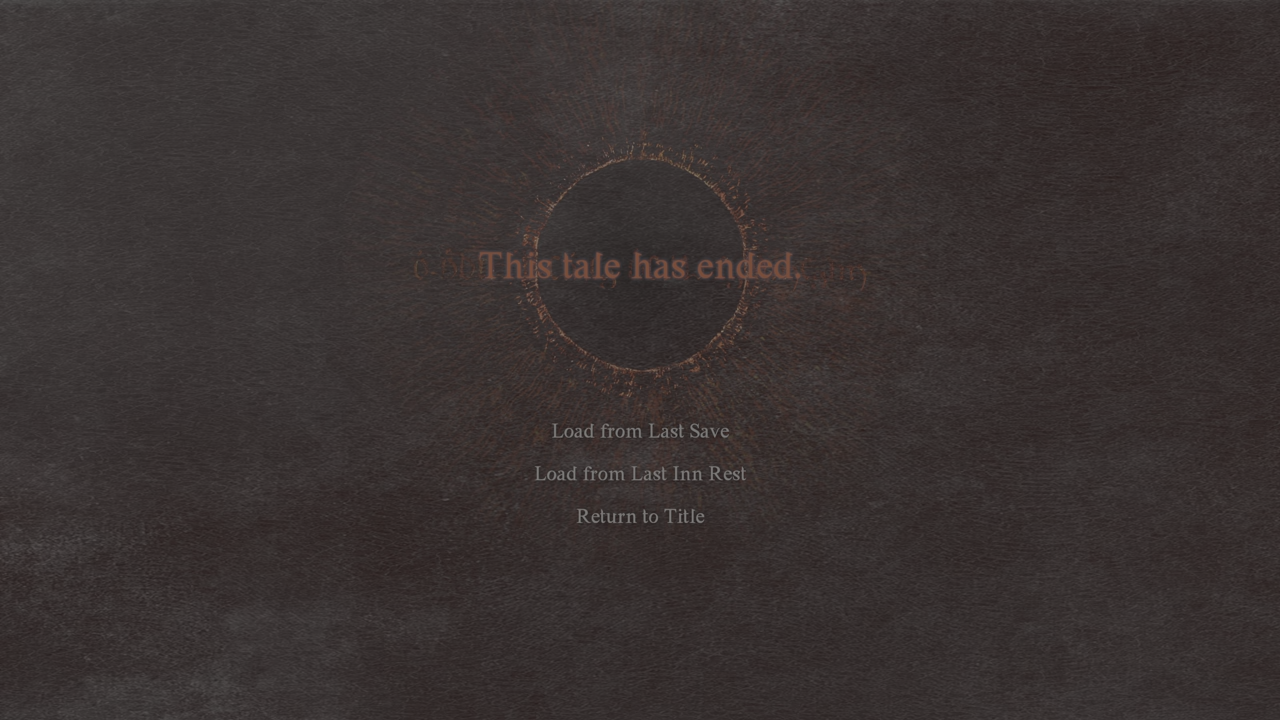 This tale has ended.
Load from Last Save
Load from Last Inn Rest
Return to Title